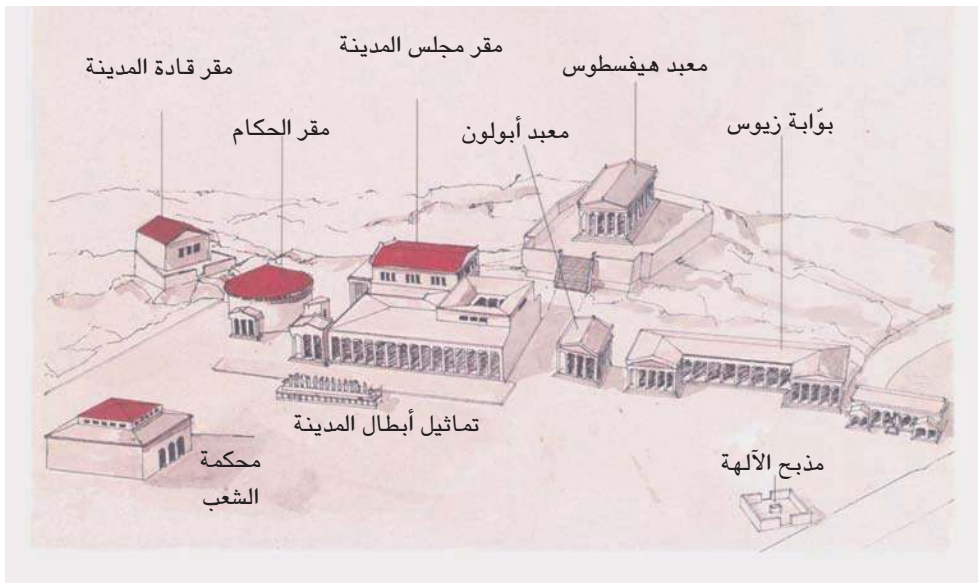 مقر مجلس المدينة
معبد هيفسطوس
مقر قادة المدينة
بوّابة زيوس
معبد أبولون
مقر الحكام
تماثيل أبطال المدينة
محكمة
الشعب
مذبح الآلهة